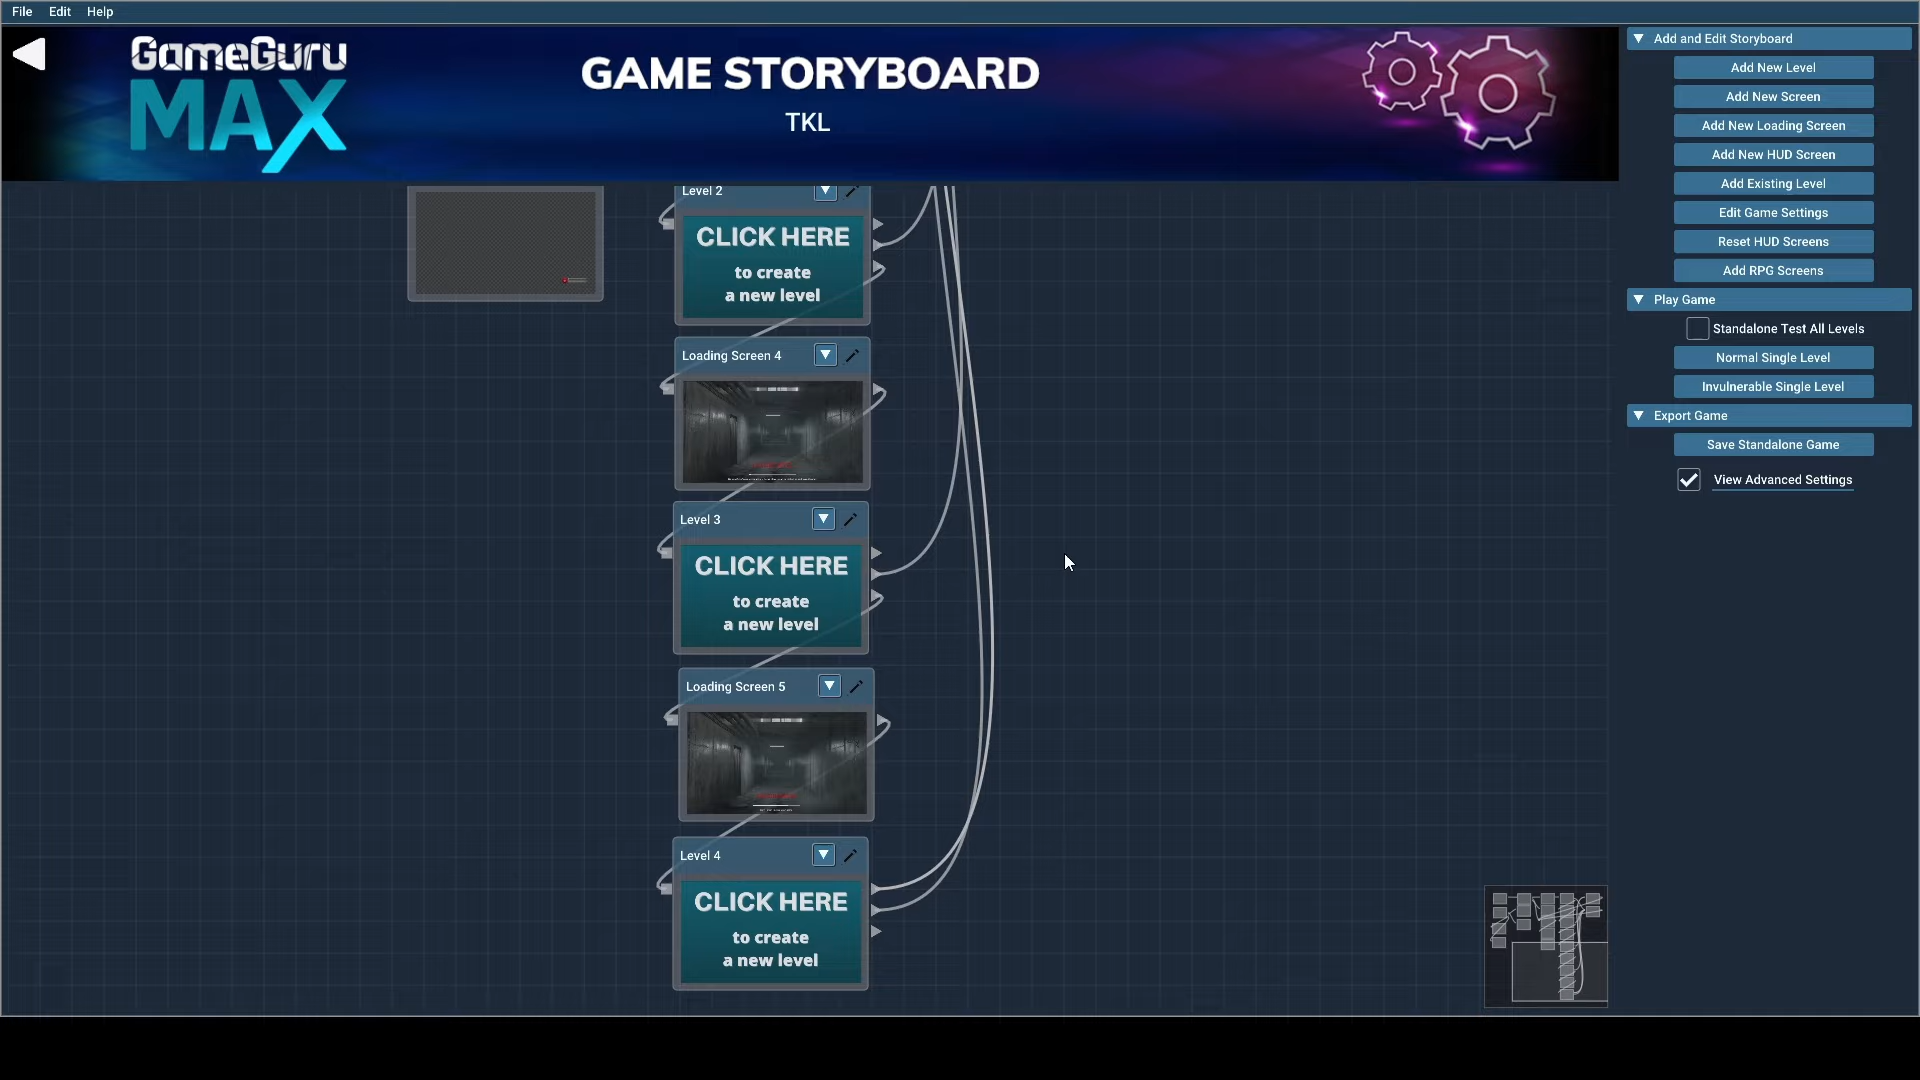 File Edit Help
GameGuru
MAX
GAME STORYBOARD
TKL
Add and Edit Storyboard
Add New Level
Add New Screen
Add New Loading Screen
Add New HUD Screen
Add Existing Level
Edit Game Settings
Reset HUD Screens
Add RPG Screens
Play Game
Standalone Test All Levels
Normal Single Level
Invulnerable Single Level
Export Game
Save Standalone Game
View Advanced Settings
Level 2
CLICK HERE
to create
a new level
Loading Screen 4
Level 3
CLICK HERE
to create
a new level
Loading Screen 5
Level 4
CLICK HERE
to create
a new level